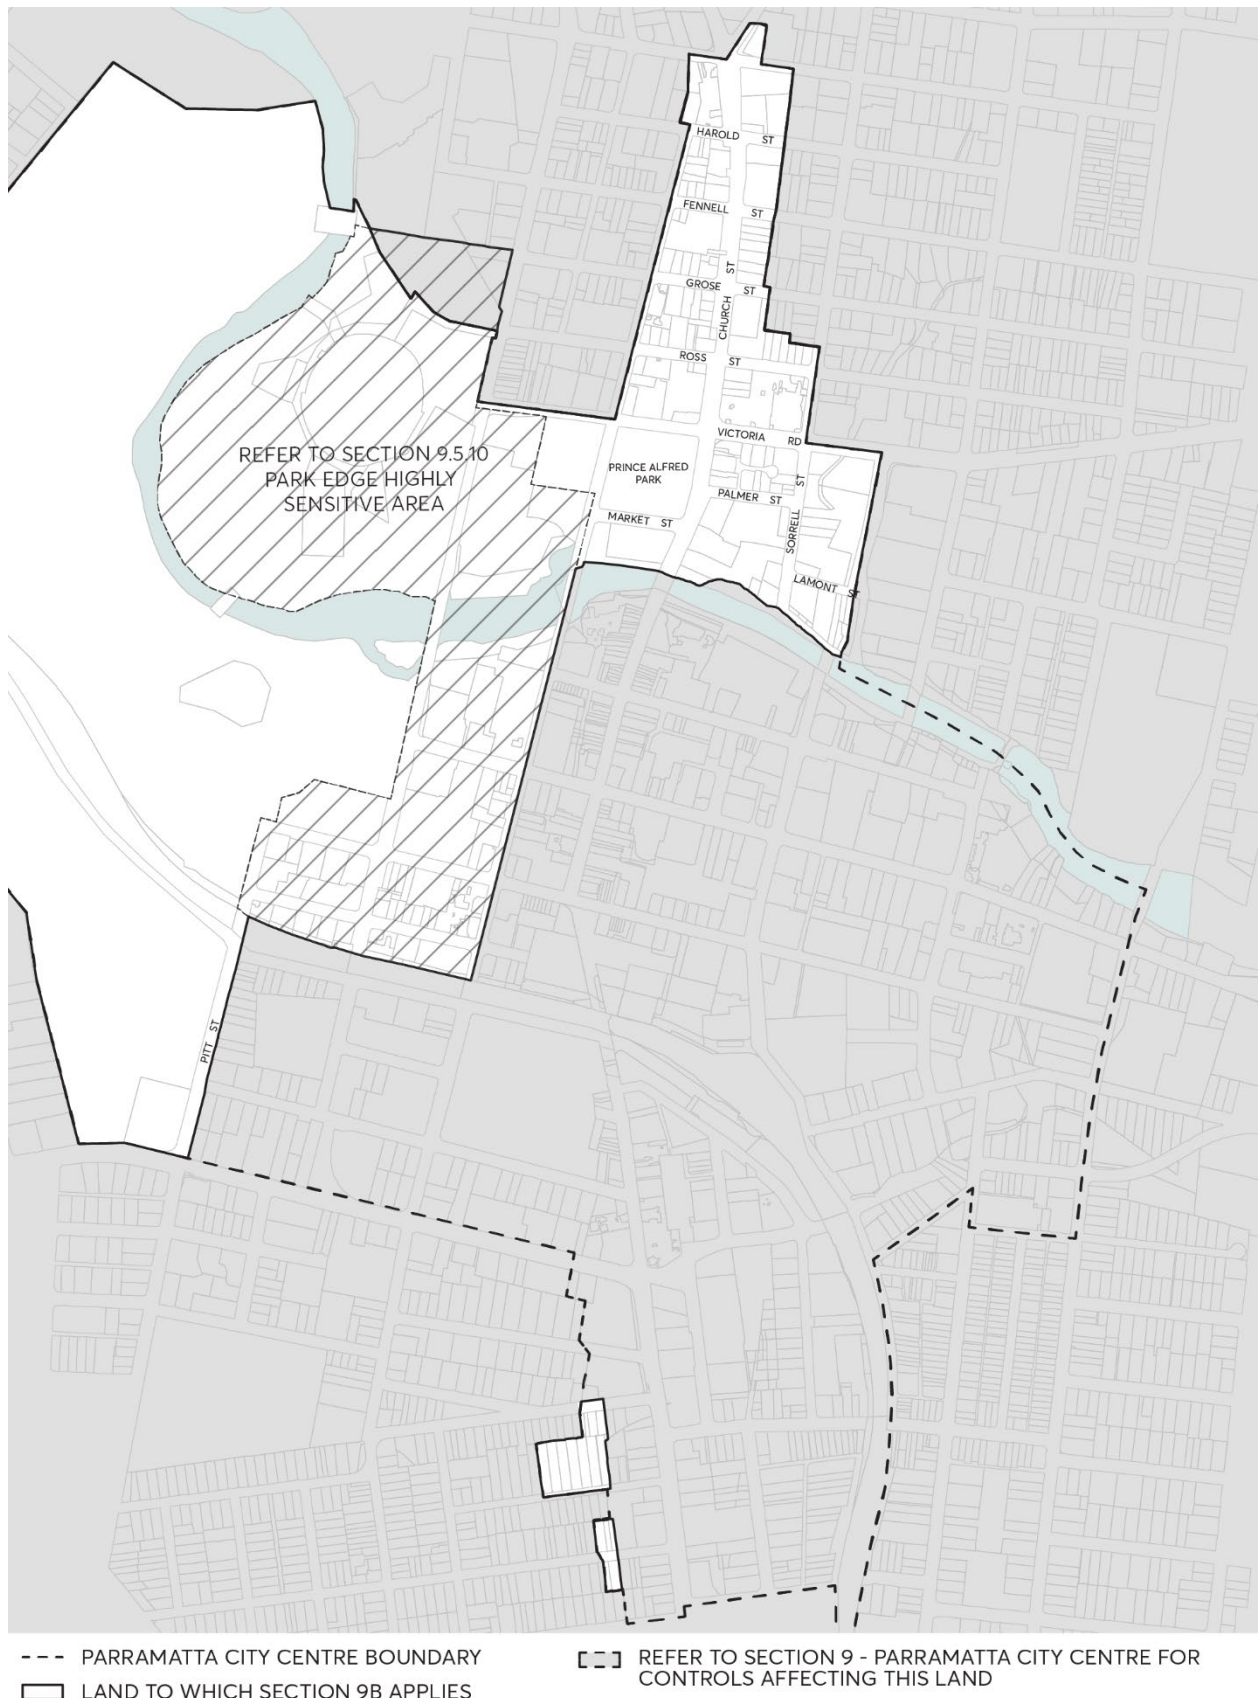 HAROLD ST
FENNELL ST
CHURCH ST
GROSE ST
ROSS ST
VICTORIA RD
PRINCE ALFRED
PARK
PALMER ST
SORRELL ST
MARKET ST
LAMONT ST
REFER TO SECTION 9.5.10
PARK EDGE HIGHLY
SENSITIVE AREA
PITT ST
PARRAMATTA CITY CENTRE BOUNDARY
LAND TO WHICH SECTION 9B APPLIES
REFER TO SECTION 9 - PARRAMATTA CITY CENTRE FOR
CONTROLS AFFECTING THIS LAND